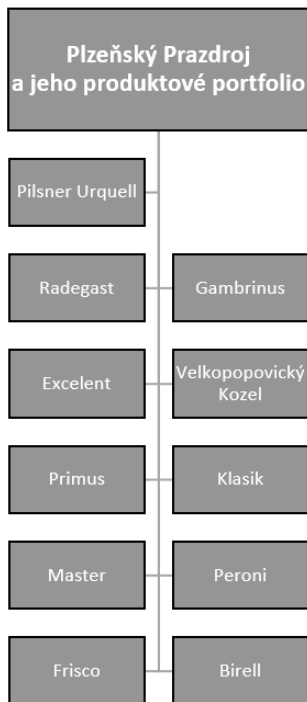 Plzeňský Prazdroj
a jeho produktové portfolio
Pilsner Urquell
Radegast
Gambrinus
Excelent
Velkopopovický
Kozel
Primus
Klasik
Master
Peroni
Frisco
Birell